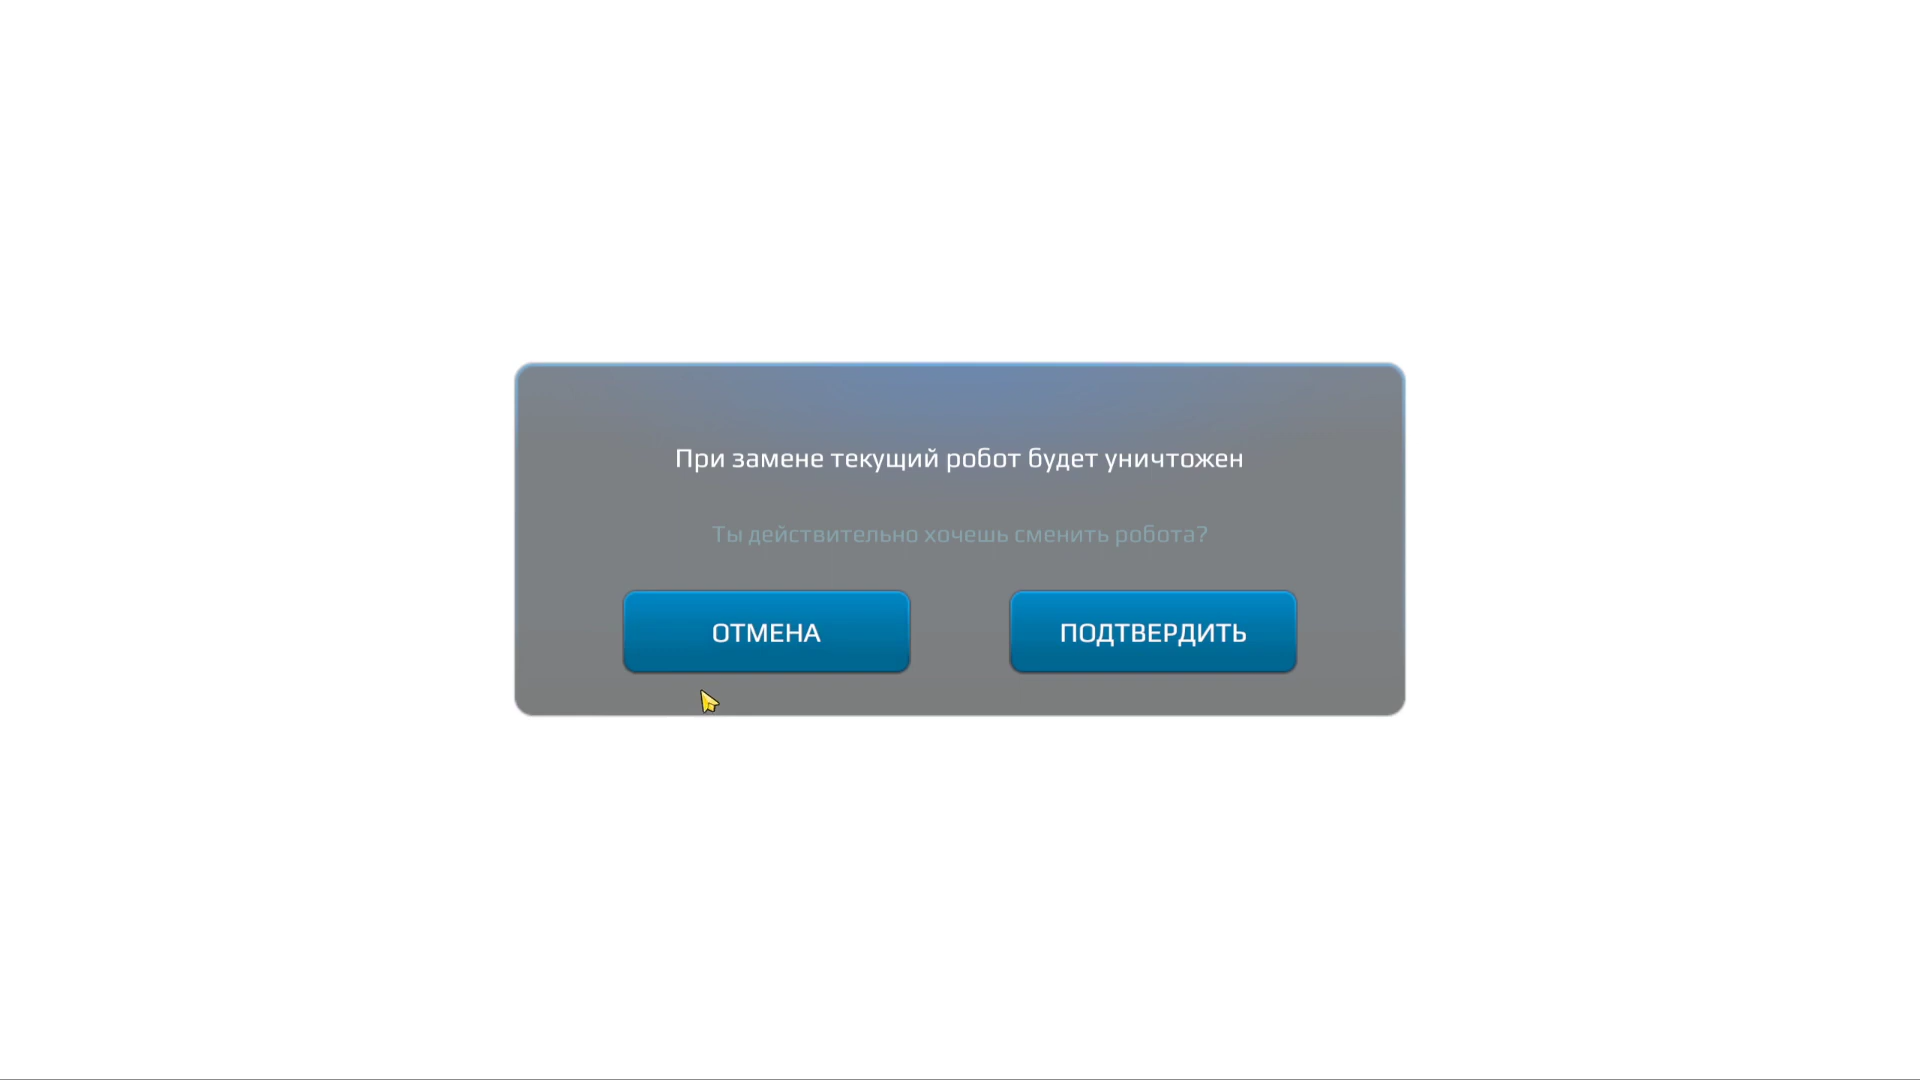 При замене текущий робот будет уничтожен
Ты действительно хочешь сменить робота?
ОТМЕНА
ПОДТВЕРДИТЬ